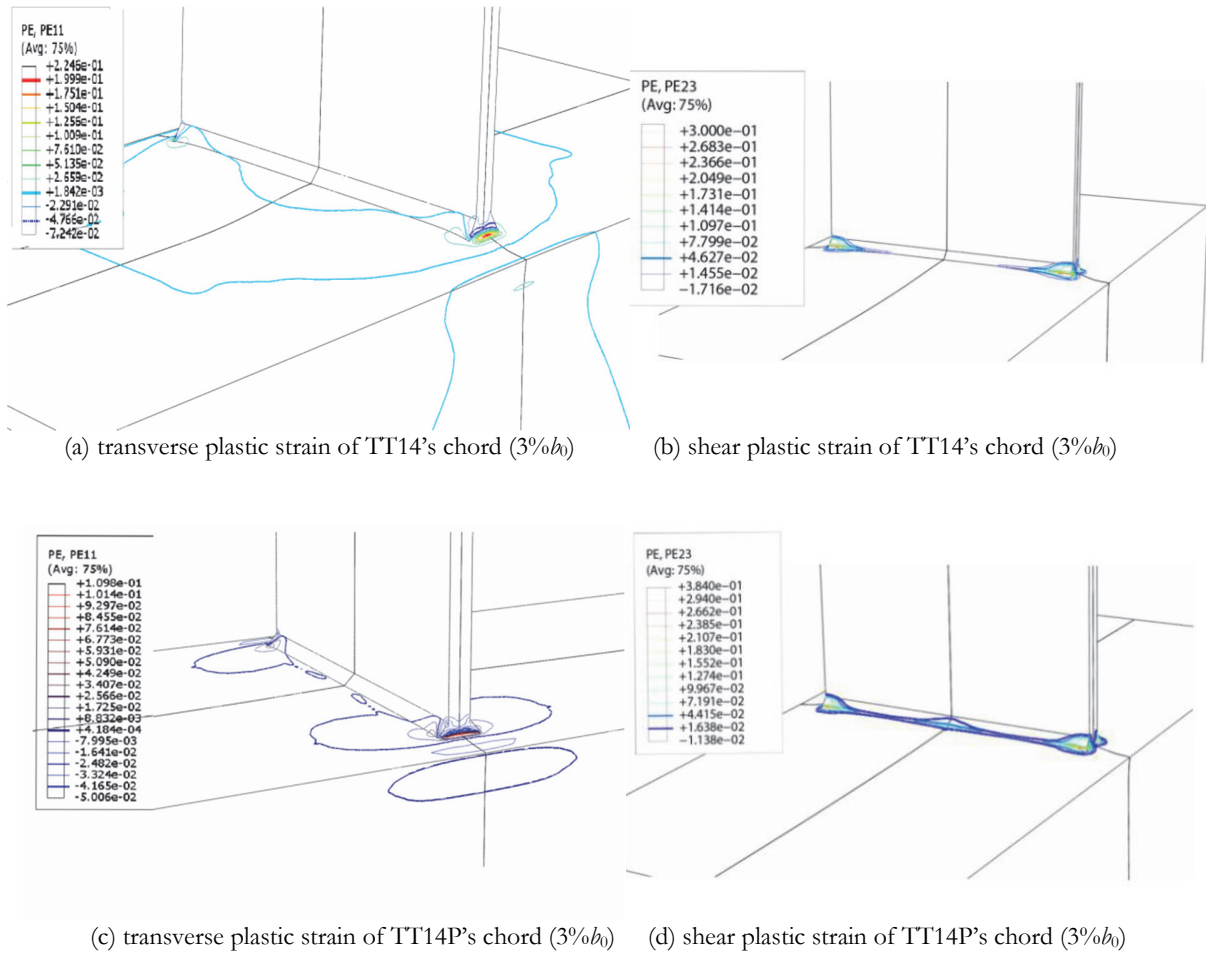 PE, PE11
(Avg: 75%)
+2.246e-01
+1.999e-01
+1.751e-01
+1.504e-01
+1.256e-01
+1.009e-01
+7.610e-02
+5.135e-02
+2.659e-02
+1.842e-03
-2.291e-02
-4.766e-02
-7.242e-02
PE, PE23
(Avg: 75%)
+3.000e−01
+2.683e−01
+2.366e−01
+2.049e−01
+1.731e−01
+1.414e−01
+1.097e−01
+7.799e−02
+4.627e−02
+1.455e−02
−1.716e−02
(a) transverse plastic strain of TT14’s chord (3%b₀)
(b) shear plastic strain of TT14’s chord (3%b₀)
PE, PE11
(Avg: 75%)
+1.098e-01
+1.014e-01
+9.297e-02
+8.455e-02
+7.614e-02
+6.773e-02
+5.931e-02
+5.090e-02
+4.249e-02
+3.407e-02
+2.566e-02
+1.725e-02
+8.832e-03
+4.184e-04
-7.995e-03
-1.641e-02
-2.482e-02
-3.324e-02
-4.165e-02
-5.006e-02
PE, PE23
(Avg: 75%)
+3.840e−01
+2.940e−01
+2.662e−01
+2.385e−01
+2.107e−01
+1.830e−01
+1.552e−01
+1.274e−01
+9.967e−02
+7.191e−02
+4.415e−02
+1.638e−02
−1.138e−02
(c) transverse plastic strain of TT14P’s chord (3%b₀)
(d) shear plastic strain of TT14P’s chord (3%b₀)